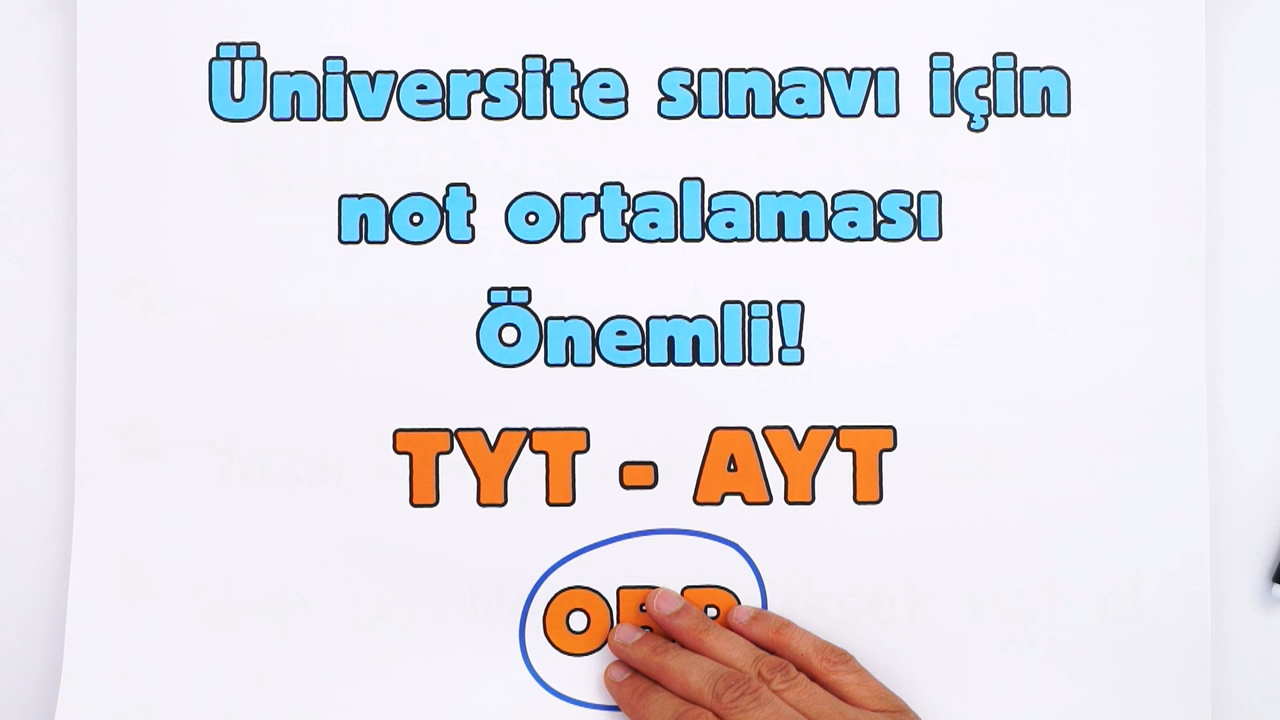 Üniversite sınavı için
not ortalaması
Önemli!
TYT - AYT